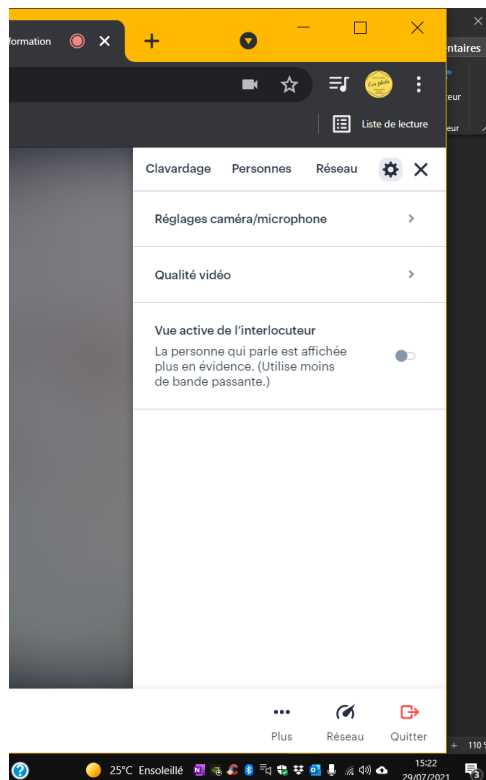 formation
ntaires
eur
Liste de lecture
eur
Clavardage Personnes Réseau
Réglages caméra/microphone
Qualité vidéo
Vue active de l'interlocuteur
La personne qui parle est affichée
plus en évidence. (Utilise moins
de bande passante.)
Plus Réseau Quitter
110 %
25°C Ensoleillé
15:22
29/07/2021
3